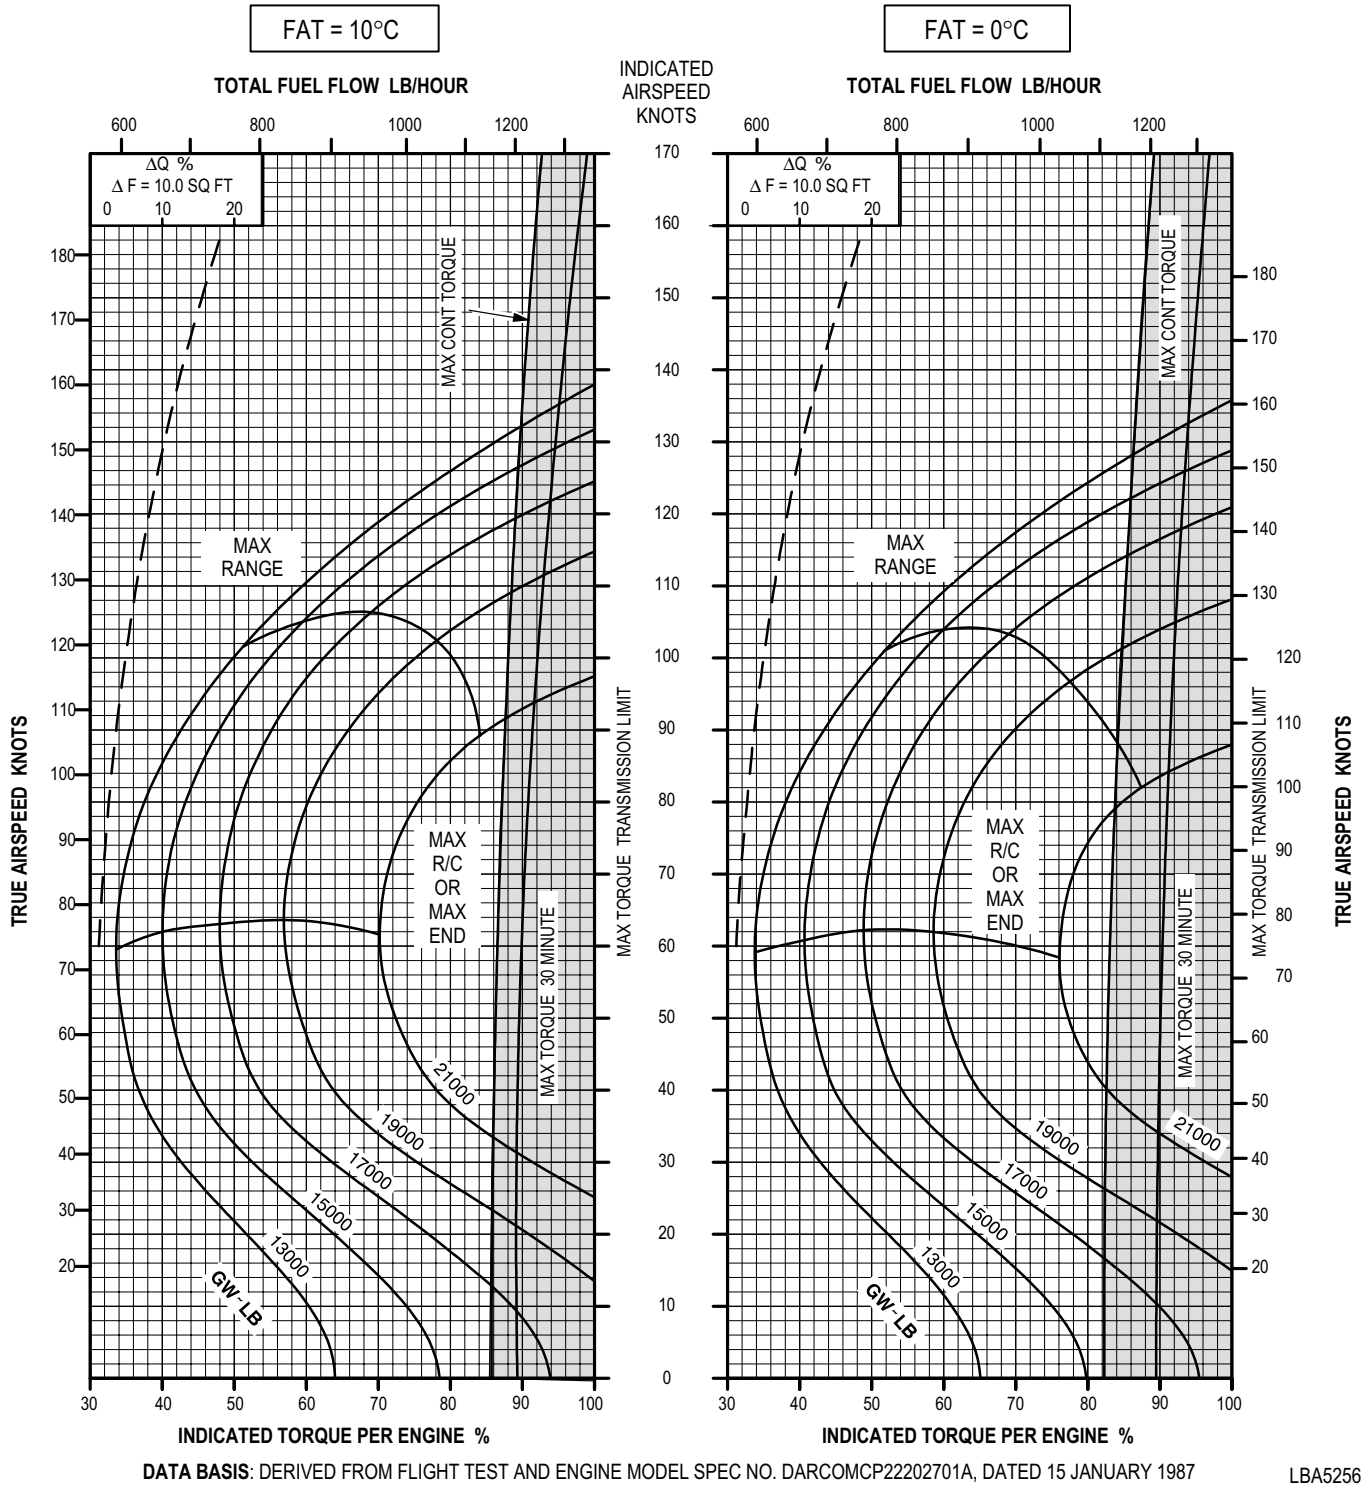 FAT = 10°C
FAT = 0°C
TOTAL FUEL FLOW LB/HOUR
INDICATED
AIRSPEED
KNOTS
TOTAL FUEL FLOW LB/HOUR
600 800 1000 1200
600 800 1000 1200
ΔQ %
Δ F = 10.0 SQ FT
0 10 20
ΔQ %
Δ F = 10.0 SQ FT
0 10 20
TRUE AIRSPEED KNOTS
180
170
160
150
140
130
120
110
100
90
80
70
60
50
40
30
20
MAX CONT TORQUE
MAX
RANGE
MAX
R/C
OR
MAX
END
MAX TORQUE 30 MINUTE
MAX TORQUE TRANSMISSION LIMIT
21000
19000
17000
15000
13000
GW~LB
30 40 50 60 70 80 90 100
INDICATED TORQUE PER ENGINE %
170
160
150
140
130
120
110
100
90
80
70
60
50
40
30
20
10
0
MAX CONT TORQUE
MAX
RANGE
MAX
R/C
OR
MAX
END
MAX TORQUE 30 MINUTE
MAX TORQUE TRANSMISSION LIMIT
21000
19000
17000
15000
13000
GW~LB
180
170
160
150
140
130
120
110
100
90
80
70
60
50
40
30
20
TRUE AIRSPEED KNOTS
30 40 50 60 70 80 90 100
INDICATED TORQUE PER ENGINE %
DATA BASIS: DERIVED FROM FLIGHT TEST AND ENGINE MODEL SPEC NO. DARCOMCP22202701A, DATED 15 JANUARY 1987
LBA5256